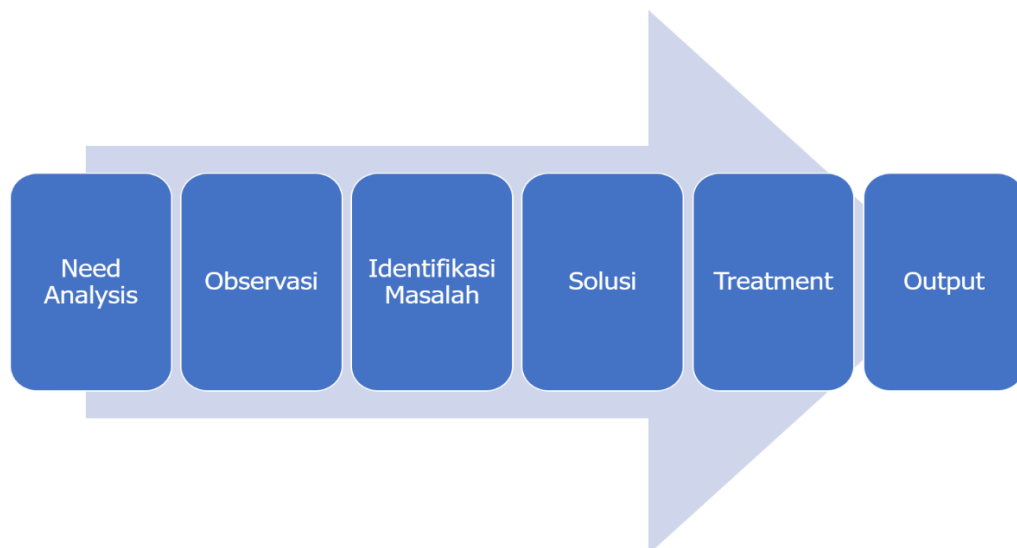 Need
Analysis
Observasi
Identifikasi
Masalah
Solusi
Treatment
Output